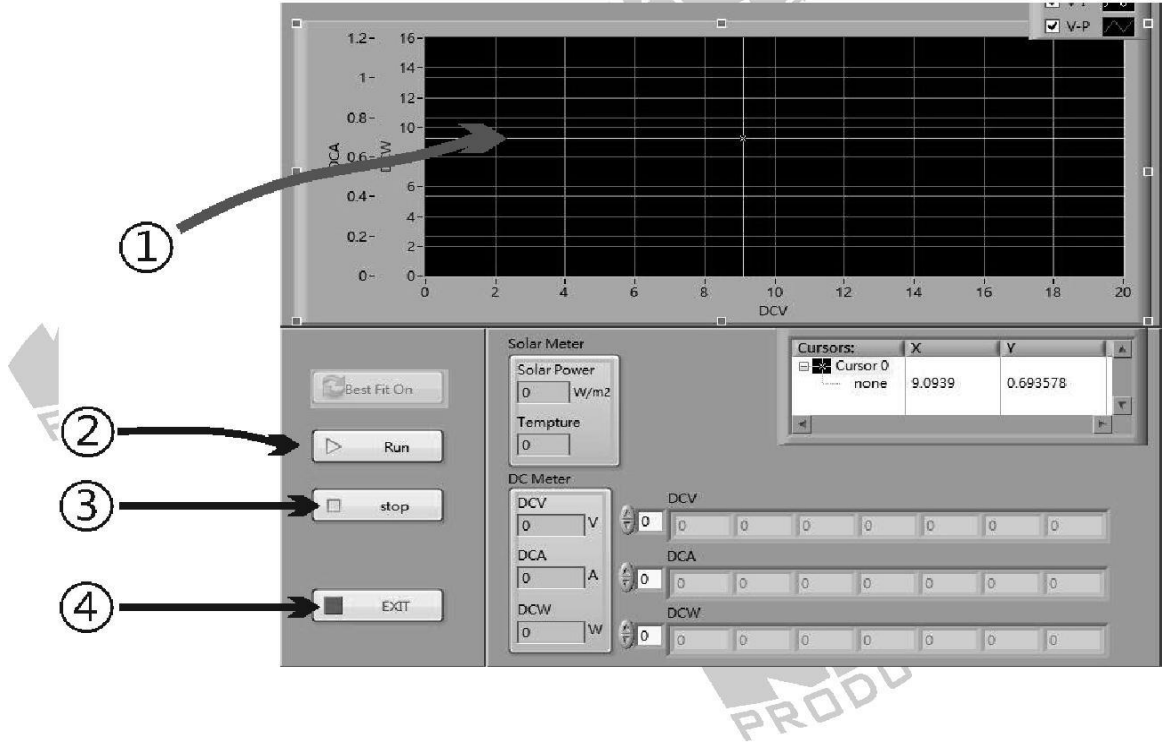 V-P
1.2- 16-
14-
1-
12-
0.8-
10-
DCA
0.6-
6-
0.4-
4-
0.2-
2-
0- 0-
0 2 4 6 8 10 12 14 16 18 20
DCV
①
②
③
④
Best Fit On
Run
stop
EXIT
Solar Meter
Solar Power
0 W/m2
Tempture
0
DC Meter
DCV
0 V
DCA
0 A
DCW
0 W
Cursors: X Y
Cursor 0
none 9.0939 0.693578
DCV
0 0 0 0 0 0 0 0
DCA
0 0 0 0 0 0 0 0
DCW
0 0 0 0 0 0 0 0
PRODU